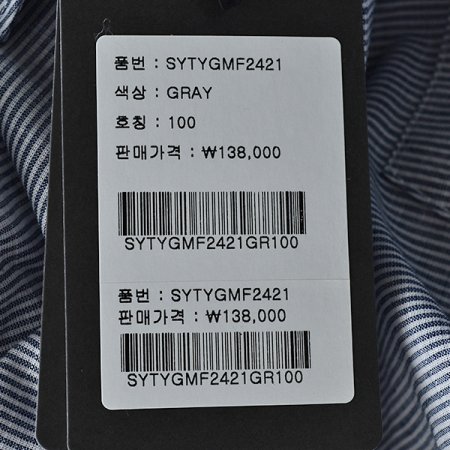 품번 : SYTYGMF2421
색상 : GRAY
호칭 : 100
판매가격 : ₩138,000
SYTYGMF2421GR100
품번 : SYTYGMF2421
판매가격 : ₩138,000
SYTYGMF2421GR100